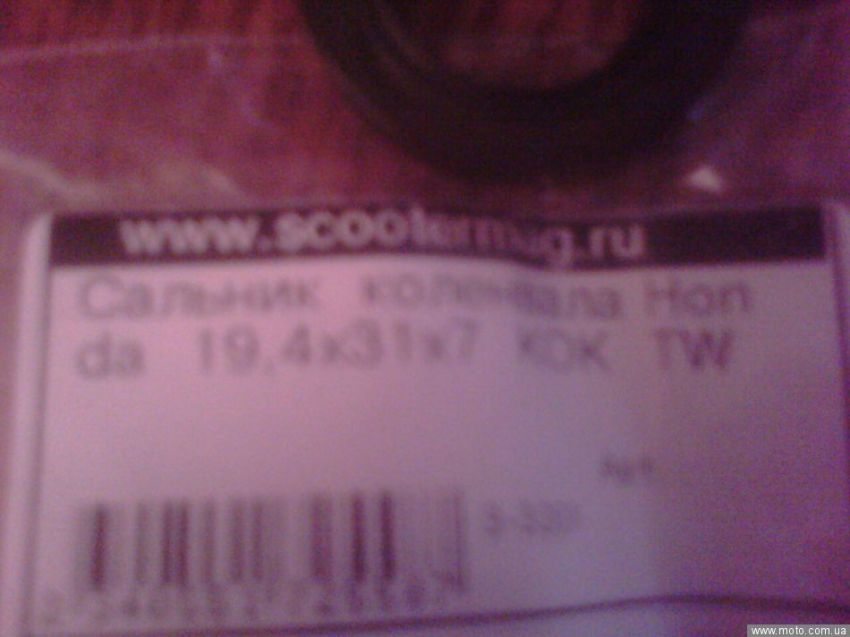 www.scootermag.ru
Сальник коленвала Hon
da 19,4x31x7 KOK TW
www.moto.com.ua